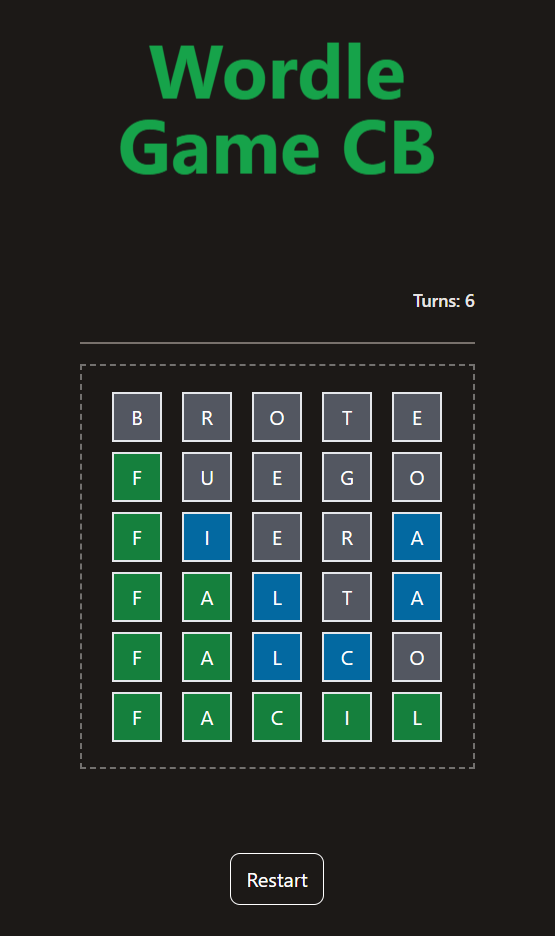 Wordle
Game CB
Turns: 6
B R O T E
F U E G O
F I E R A
F A L T A
F A L C O
F A C I L
Restart